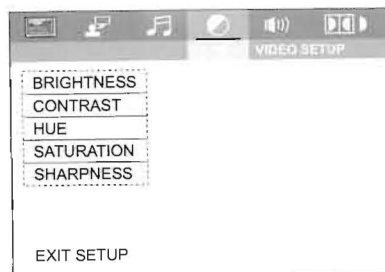 VIDEO SETUP
BRIGHTNESS
CONTRAST
HUE
SATURATION
SHARPNESS
EXIT SETUP